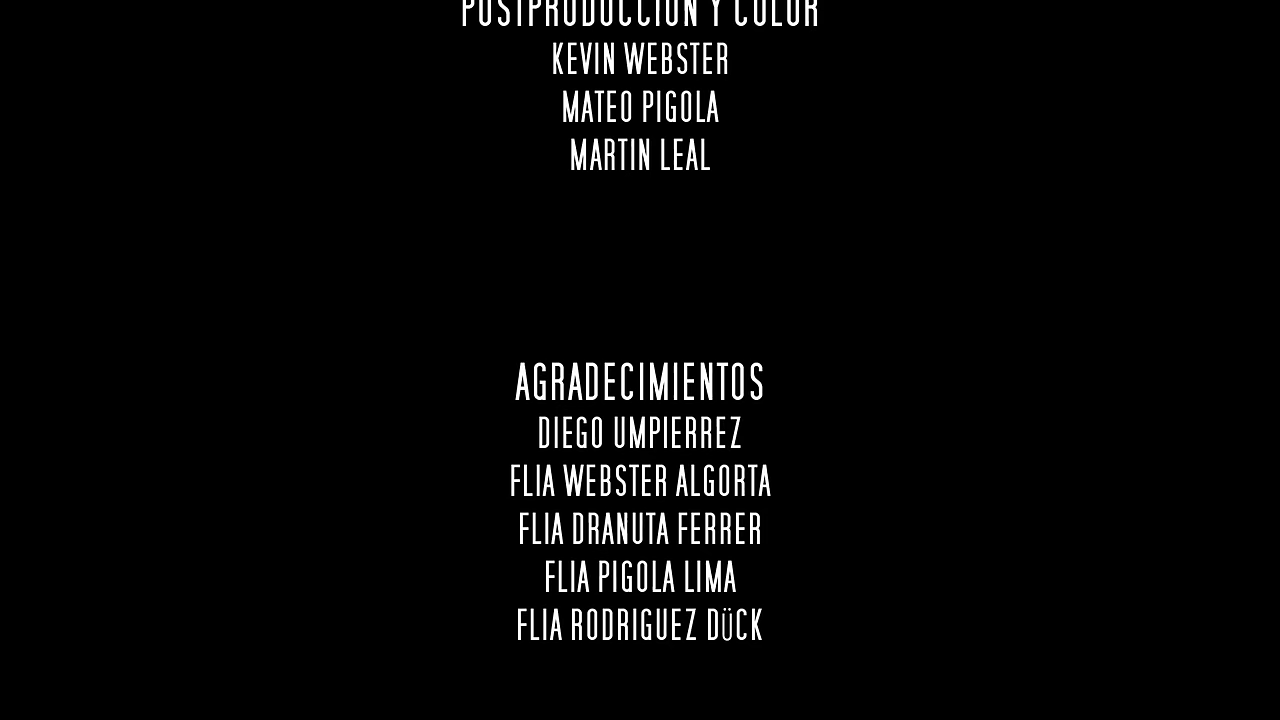 POSTPRODUCCION Y COLOR
KEVIN WEBSTER
MATEO PIGOLA
MARTIN LEAL
AGRADECIMIENTOS
DIEGO UMPIERREZ
FLIA WEBSTER ALGORTA
FLIA DRANUTA FERRER
FLIA PIGOLA LIMA
FLIA RODRIGUEZ DÜCK